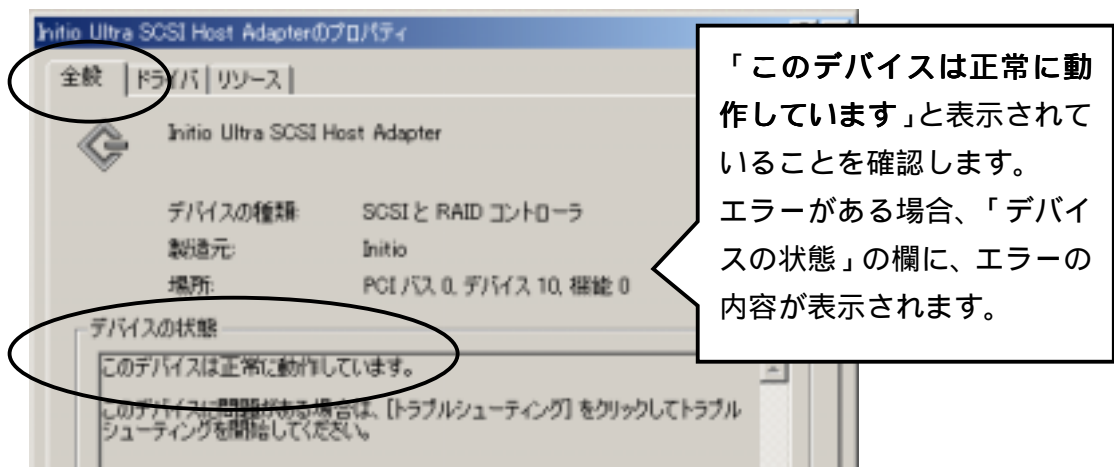 Initio Ultra SCSI Host Adapterのプロパティ
全般 ドライバ リソース
Initio Ultra SCSI Host Adapter
デバイスの種類: SCSI と RAID コントローラ
製造元: Initio
場所: PCI バス 0, デバイス 10, 機能 0
デバイスの状態
このデバイスは正常に動作しています。
このデバイスに問題がある場合は、[トラブルシューティング] をクリックしてトラブル
シューティングを開始してください。
「このデバイスは正常に動
作しています」と表示されて
いることを確認します。
エラーがある場合、「デバイ
スの状態」の欄に、エラーの
内容が表示されます。